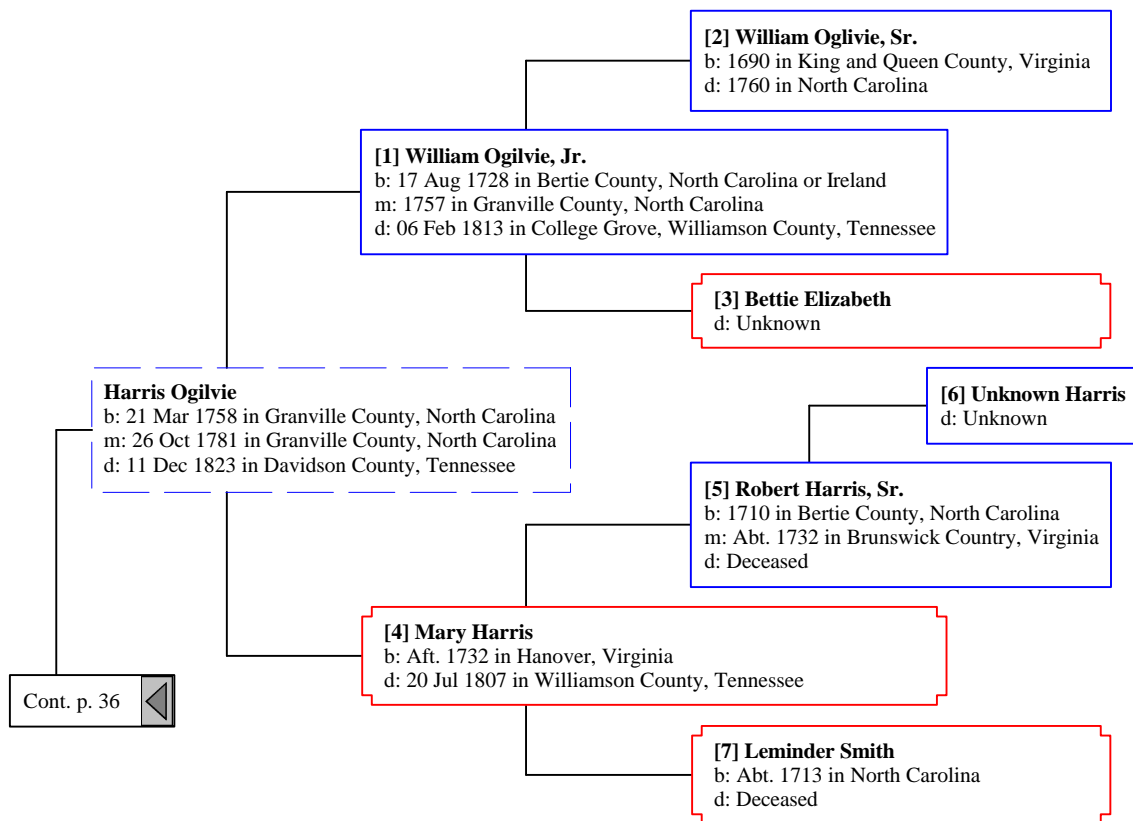 [2] William Oglivie, Sr.
b: 1690 in King and Queen County, Virginia
d: 1760 in North Carolina
[1] William Ogilvie, Jr.
b: 17 Aug 1728 in Bertie County, North Carolina or Ireland
m: 1757 in Granville County, North Carolina
d: 06 Feb 1813 in College Grove, Williamson County, Tennessee
[3] Bettie Elizabeth
d: Unknown
Harris Ogilvie
b: 21 Mar 1758 in Granville County, North Carolina
m: 26 Oct 1781 in Granville County, North Carolina
d: 11 Dec 1823 in Davidson County, Tennessee
[6] Unknown Harris
d: Unknown
[5] Robert Harris, Sr.
b: 1710 in Bertie County, North Carolina
m: Abt. 1732 in Brunswick Country, Virginia
d: Deceased
[4] Mary Harris
b: Aft. 1732 in Hanover, Virginia
d: 20 Jul 1807 in Williamson County, Tennessee
Cont. p. 36
[7] Leminder Smith
b: Abt. 1713 in North Carolina
d: Deceased